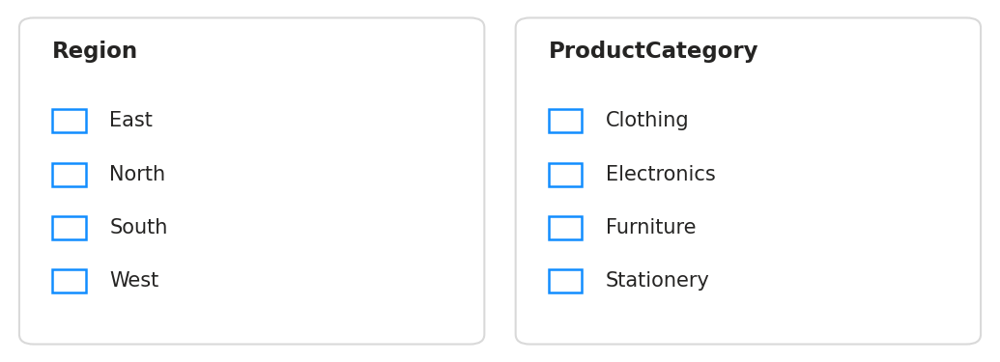 Region
East
North
South
West
ProductCategory
Clothing
Electronics
Furniture
Stationery